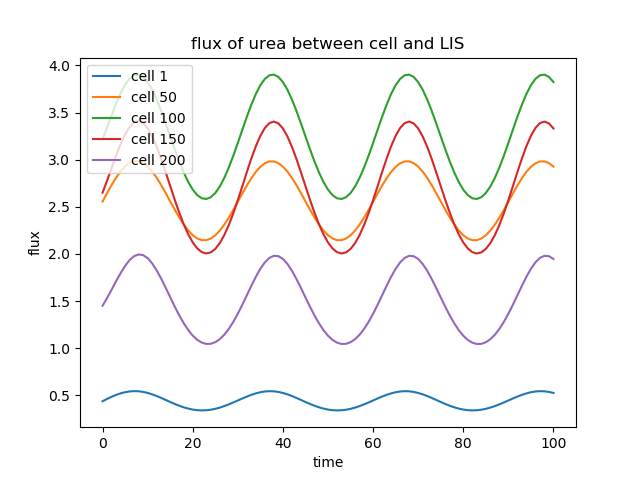 flux of urea between cell and LIS
4.0
3.5
3.0
2.5
2.0
1.5
1.0
0.5
flux
cell 1
cell 50
cell 100
cell 150
cell 200
0 20 40 60 80 100
time